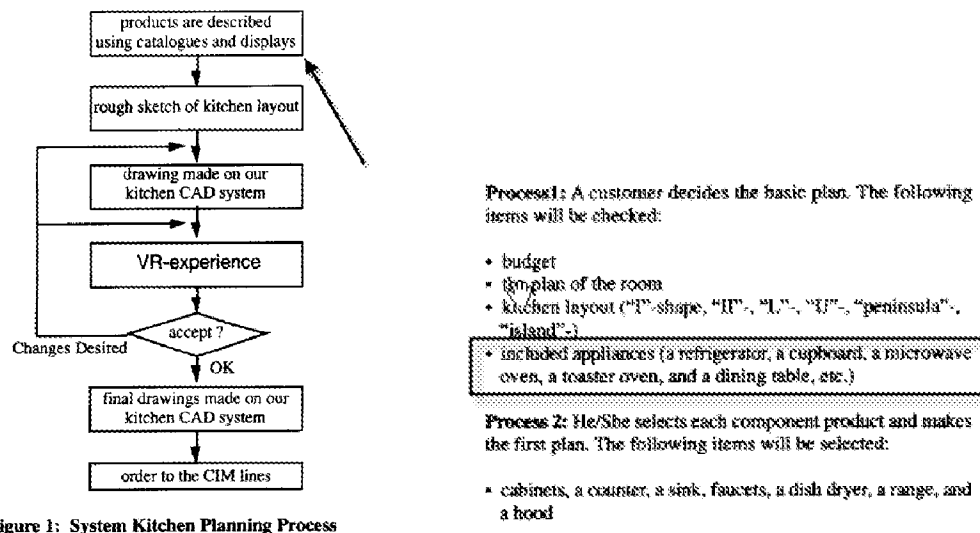 products are described
using catalogues and displays
rough sketch of kitchen layout
drawing made on our
kitchen CAD system
VR-experience
accept ?
Changes Desired
OK
final drawings made on our
kitchen CAD system
order to the CIM lines
igure 1: System Kitchen Planning Process
Process1: A customer decides the basic plan. The following
items will be checked:
• budget
• plan of the room
• kitchen layout ("I"-shape, "II"-, "L"-, "U"-, "peninsula"-,
"island"-)
• included appliances (a refrigerator, a cupboard, a microwave
oven, a toaster oven, and a dining table, etc.)
Process 2: He/She selects each component product and makes
the first plan. The following items will be selected:
• cabinets, a counter, a sink, faucets, a dish dryer, a range, and
a hood